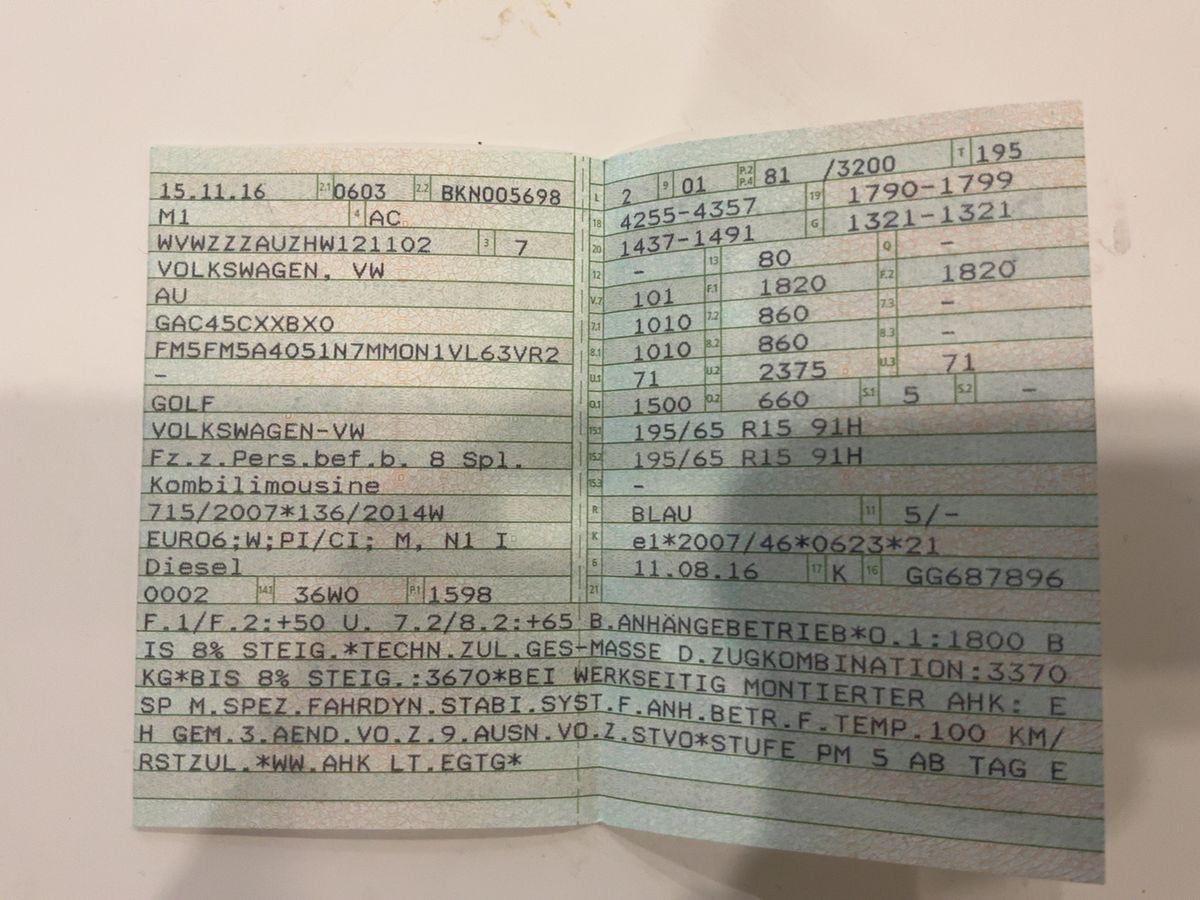 15.11.16 2.1 0603 2.2 BKN005698
M1 4 AC
WVWZZZAUZHW121102 3 7
VOLKSWAGEN, VW
AU
GAC45CXXBX0
FM5FM5A4051N7MMON1VL63VR2
-
GOLF
VOLKSWAGEN-VW
Fz.z.Pers.bef.b. 8 Spl.
Kombilimousine
715/2007*136/2014W
EURO6;W;PI/CI; M, N1 I
Diesel
0002 14.1 36W0 P.1 1598
L 2 9 01 P.2 P.4 81 /3200 T 195
18 4255-4357 19 1790-1799
20 1437-1491 G 1321-1321
12 - 13 80 Q -
V.7 101 F.1 1820 F.2 1820
7.1 1010 7.2 860 7.3 -
8.1 1010 8.2 860 8.3 -
U.1 71 U.2 2375 U.3 71
O.1 1500 O.2 660 S.1 5 S.2 -
15.1 195/65 R15 91H
15.2 195/65 R15 91H
15.3 -
R BLAU 11 5/-
K e1*2007/46*0623*21
6 11.08.16 17 K 16 GG687896
21
F.1/F.2:+50 U. 7.2/8.2:+65 B.ANHÄNGEBETRIEB*O.1:1800 B
IS 8% STEIG.*TECHN.ZUL.GES-MASSE D.ZUGKOMBINATION:3370
KG*BIS 8% STEIG.:3670*BEI WERKSEITIG MONTIERTER AHK: E
SP M.SPEZ.FAHRDYN.STABI.SYST.F.ANH.BETR.F.TEMP.100 KM/
H GEM.3.AEND.VO.Z.9.AUSN.VO.Z.STVO*STUFE PM 5 AB TAG E
RSTZUL.*WW.AHK LT.EGTG*